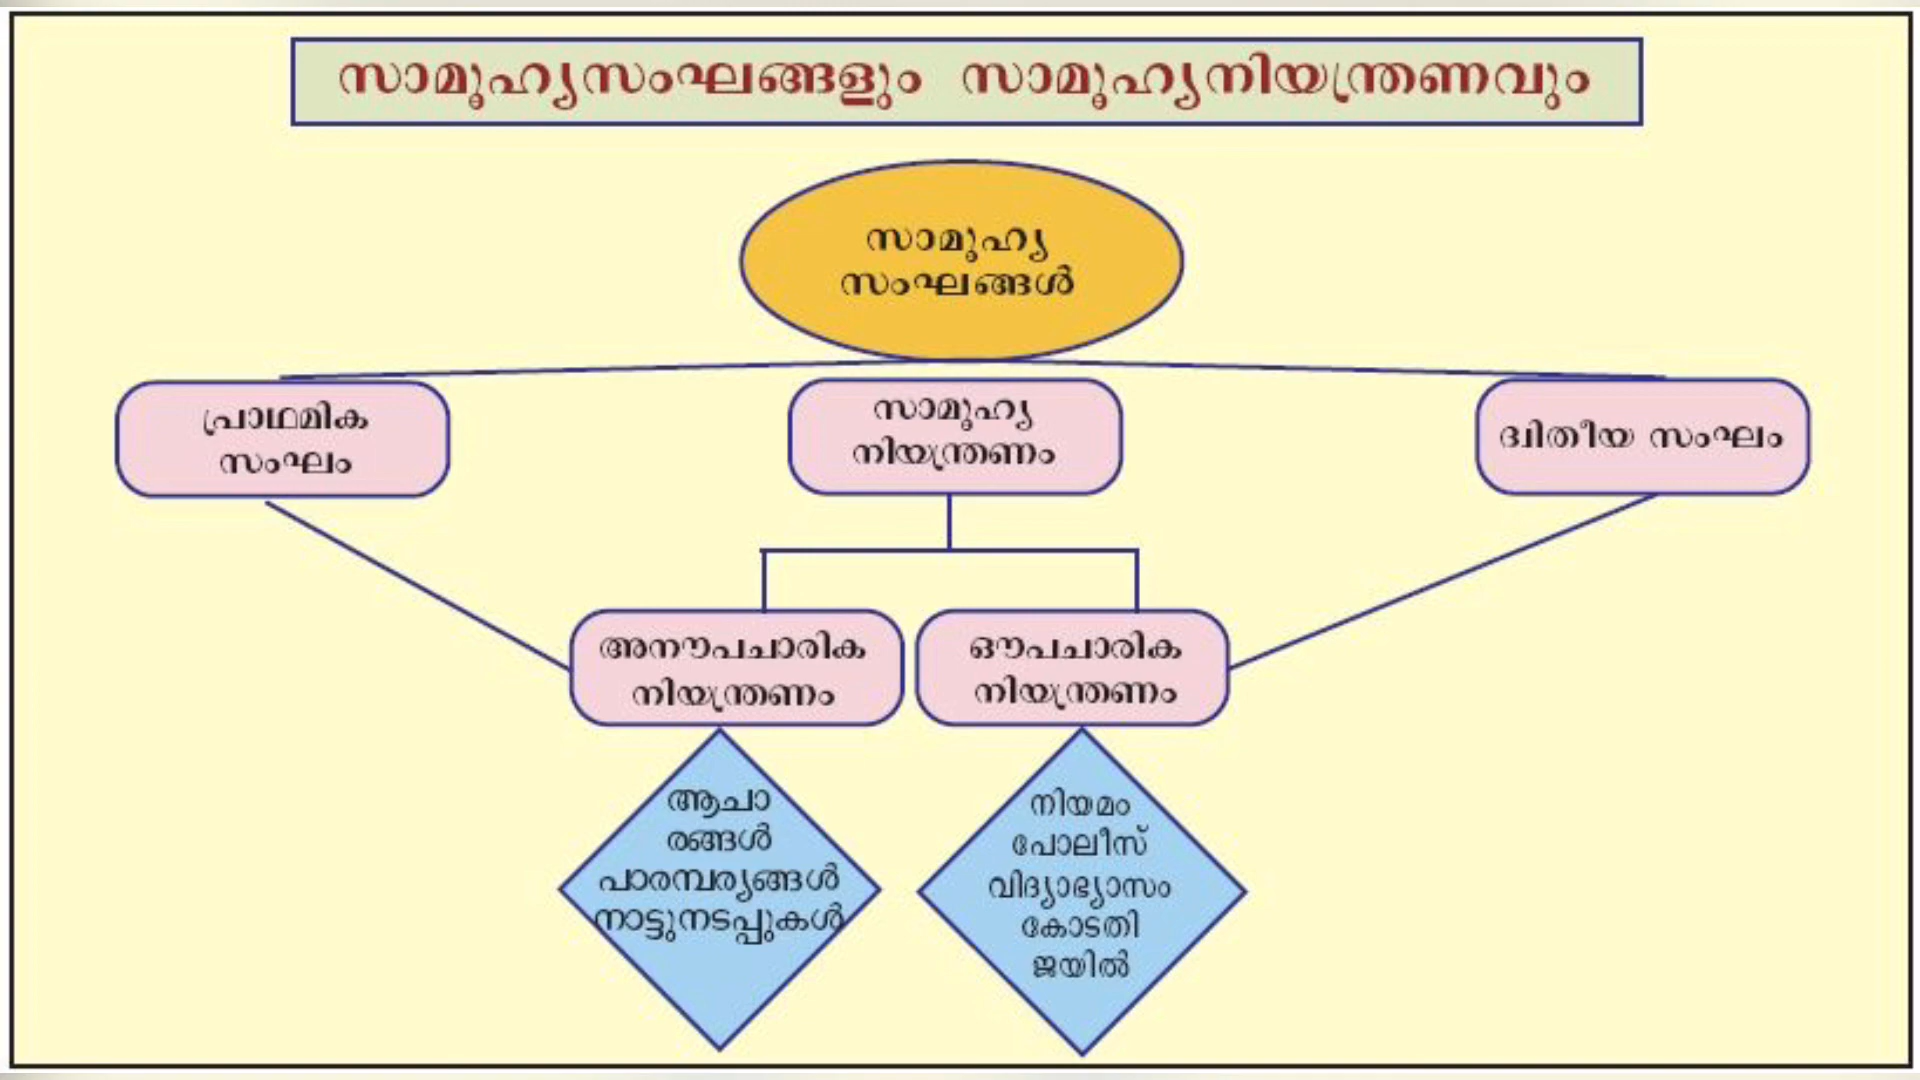 സാമൂഹ്യസംഘങ്ങളും സാമൂഹ്യനിയന്ത്രണവും
സാമൂഹ്യ
സംഘങ്ങൾ
പ്രാഥമിക
സംഘം
സാമൂഹ്യ
നിയന്ത്രണം
ദ്വിതീയ സംഘം
അനൗപചാരിക
നിയന്ത്രണം
ഔപചാരിക
നിയന്ത്രണം
ആചാ
രങ്ങൾ
പാരമ്പര്യങ്ങൾ
നാട്ടുനടപ്പുകൾ
നിയമം
പോലീസ്
വിദ്യാഭ്യാസം
കോടതി
ജയിൽ